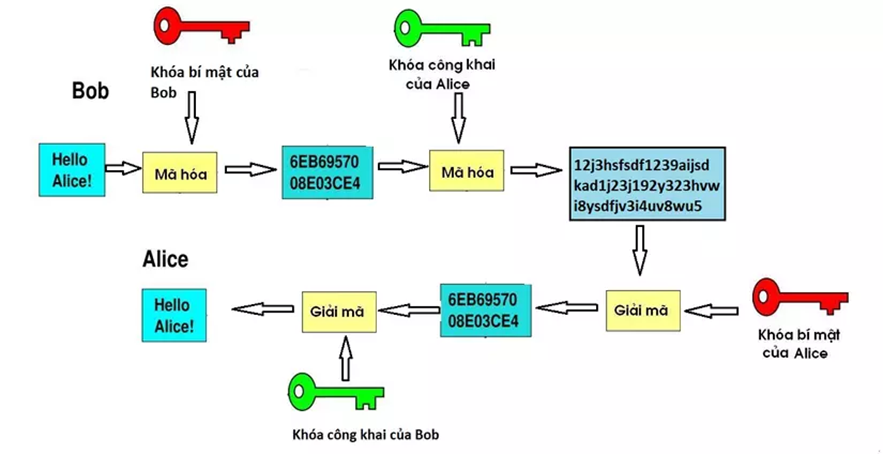 Khóa bí mật của
Bob
Khóa công khai
của Alice
Bob
Hello
Alice!
Mã hóa
6EB69570
08E03CE4
Mã hóa
12j3hsfsdf1239aijsd
kad1j23j192y323hvw
i8ysdfjv3i4uv8wu5
Alice
Hello
Alice!
Giải mã
6EB69570
08E03CE4
Giải mã
Khóa bí mật
của Alice
Khóa công khai của Bob